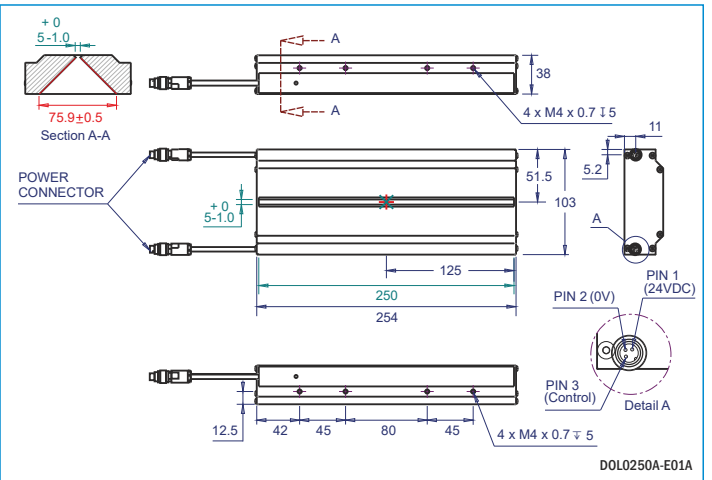 + 0
5-1.0
75.9±0.5
Section A-A
A
A
38
4 x M4 x 0.7 ↧ 5
POWER
CONNECTOR
+ 0
5-1.0
51.5
103
125
250
254
11
5.2
A
PIN 1
(24VDC)
PIN 2 (0V)
PIN 3
(Control)
Detail A
12.5
42
45
80
45
4 x M4 x 0.7 ↧ 5
DOL0250A-E01A